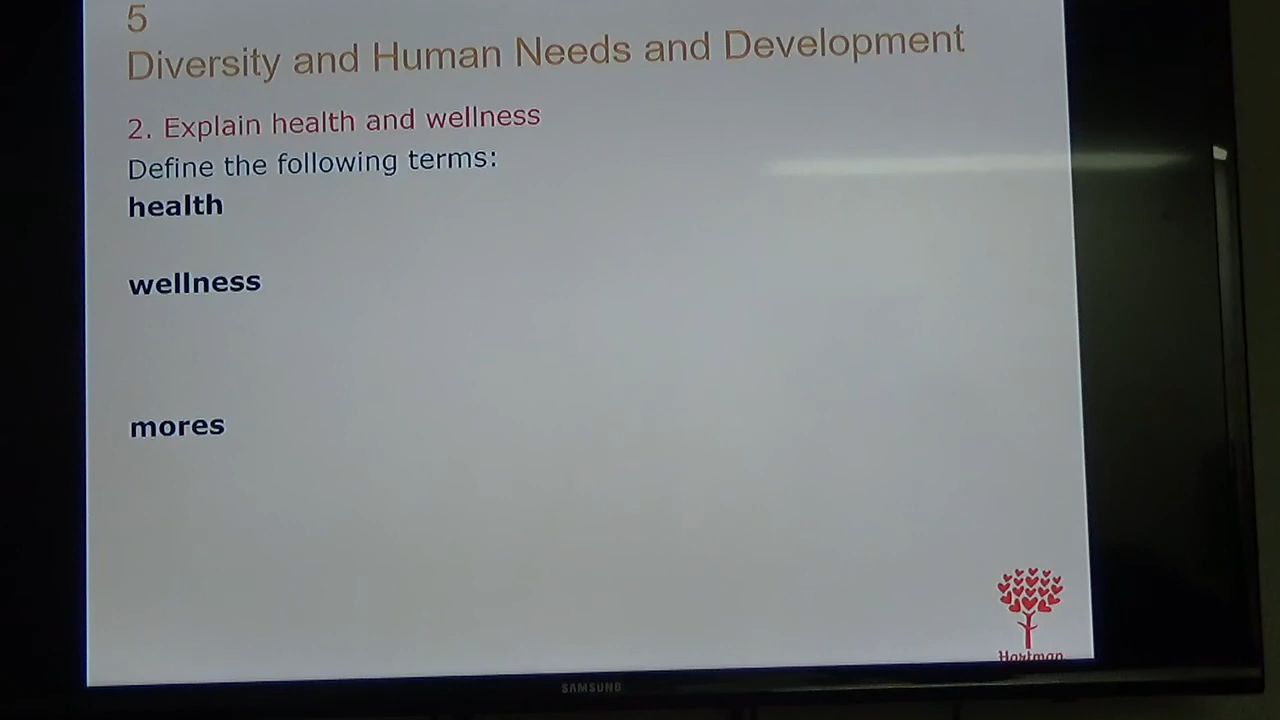 5
Diversity and Human Needs and Development
2. Explain health and wellness
Define the following terms:
health
wellness
mores
Hartman
SAMSUNG